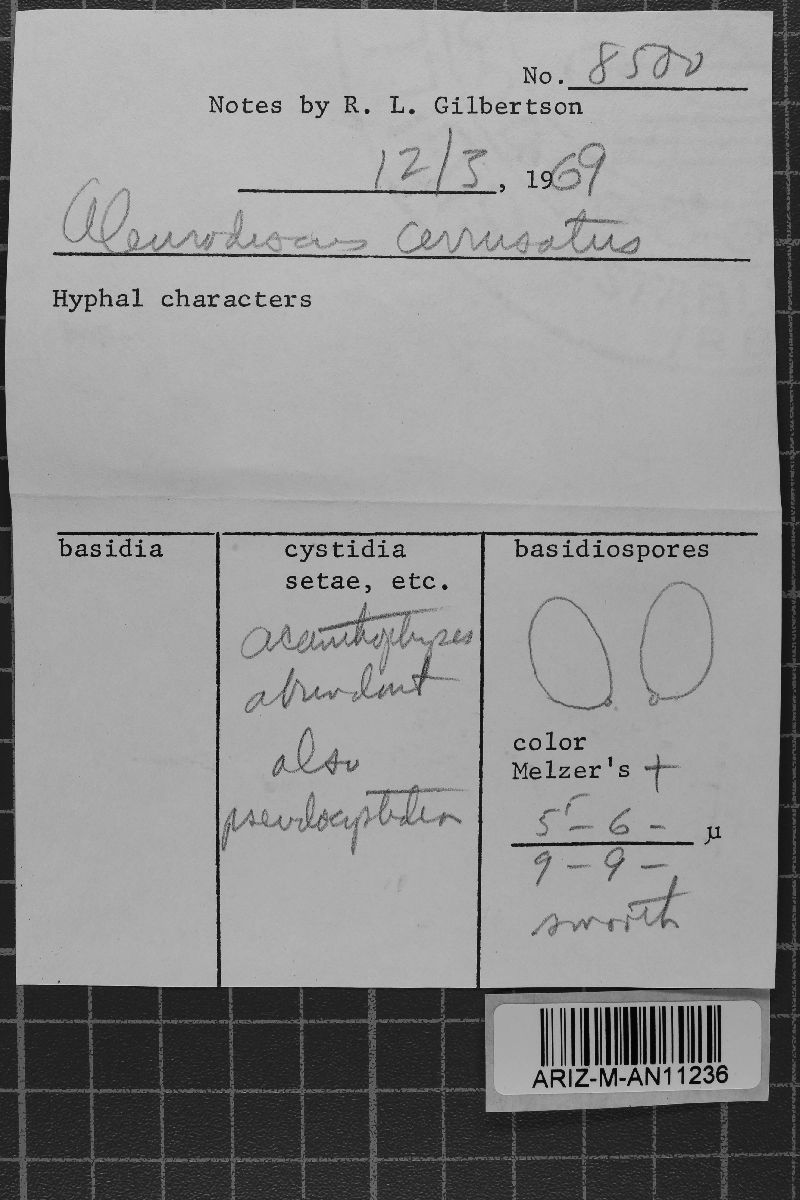 No. 8500
Notes by R. L. Gilbertson
12/3, 1969
Aleurodiscus cerrusatus
Hyphal characters
basidia
cystidia
setae, etc.
acanthophyses
abundant
also
pseudocystidia
basidiospores
color
Melzer's +
5 - 6 - µ
9 - 9 -
smooth
ARIZ-M-AN11236